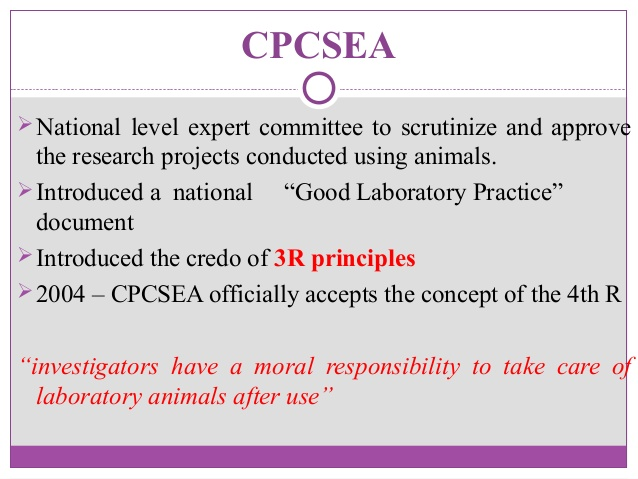 CPCSEA
➢National level expert committee to scrutinize and approve
the research projects conducted using animals.
➢Introduced a national “Good Laboratory Practice”
document
➢Introduced the credo of 3R principles
➢2004 – CPCSEA officially accepts the concept of the 4th R
“investigators have a moral responsibility to take care of
laboratory animals after use”